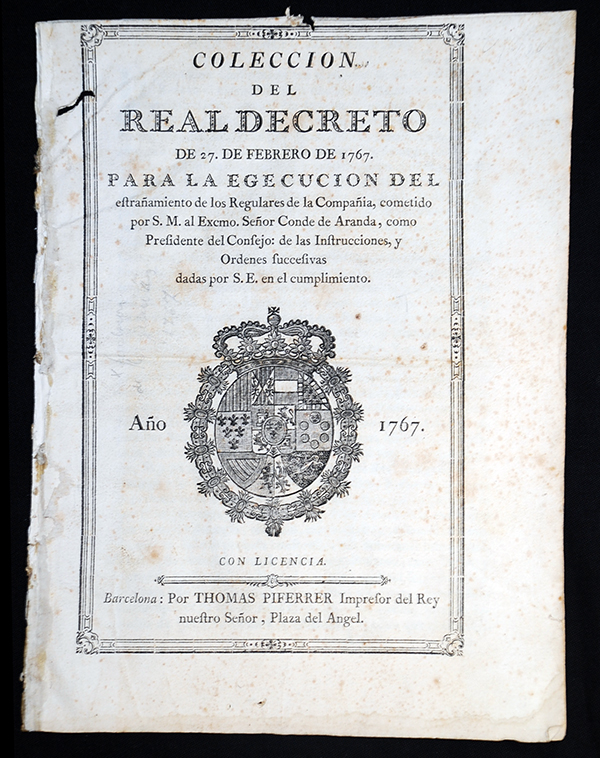 COLECCION
DEL
REAL DECRETO
DE 27. DE FEBRERO DE 1767.
PARA LA EGECUCION DEL
eſtrañamiento de los Regulares de la Compañia, cometido
por S. M. al Excmo. Señor Conde de Aranda, como
Preſidente del Conſejo: de las Inſtrucciones, y
Ordenes ſucceſivas
dadas por S. E. en el cumplimiento.
Año 1767.
CON LICENCIA.
Barcelona: Por THOMAS PIFERRER Impreſor del Rey
nueſtro Señor, Plaza del Angel.